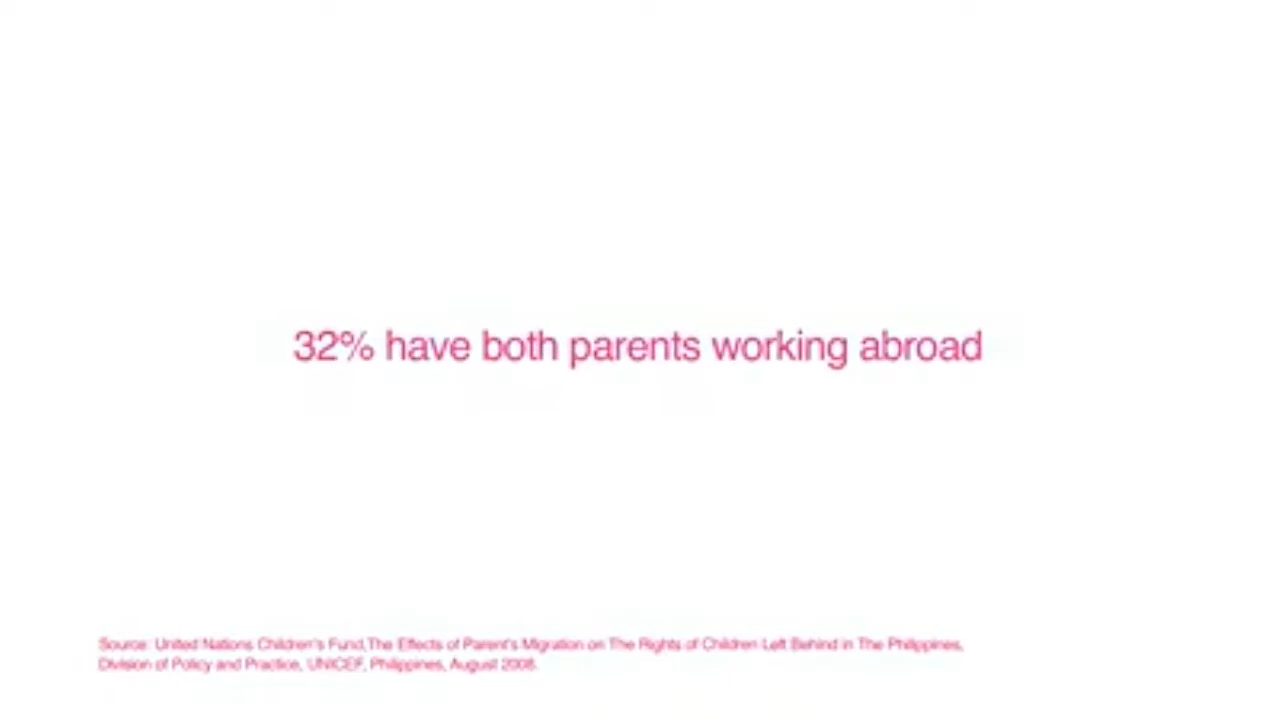 32% have both parents working abroad
Source: United Nations Children's Fund,The Effects of Parent's Migration on The Rights of Children Left Behind in The Philippines,
Division of Policy and Practice, UNICEF, Philippines, August 2008.